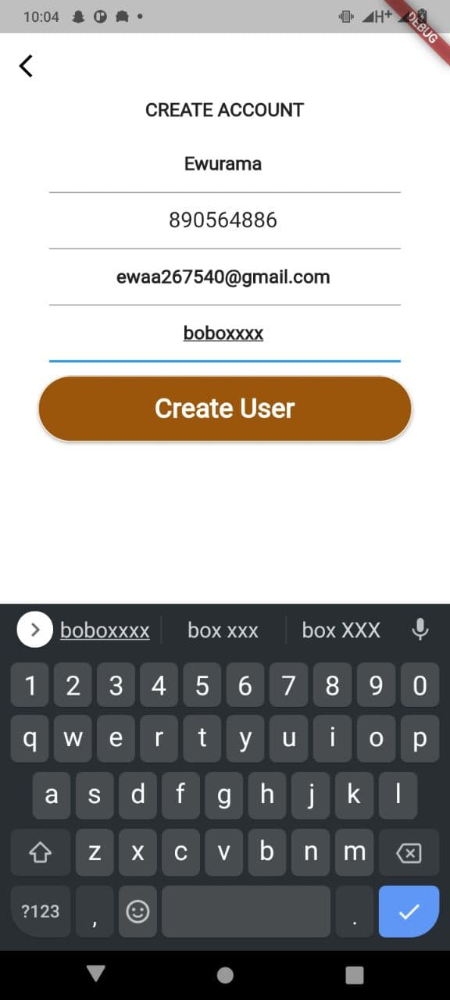 10:04 H+
DEBUG
CREATE ACCOUNT
Ewurama
890564886
ewaa267540@gmail.com
boboxxxx
Create User
boboxxxx box xxx box XXX
1 2 3 4 5 6 7 8 9 0
q w e r t y u i o p
a s d f g h j k l
z x c v b n m
?123 , .